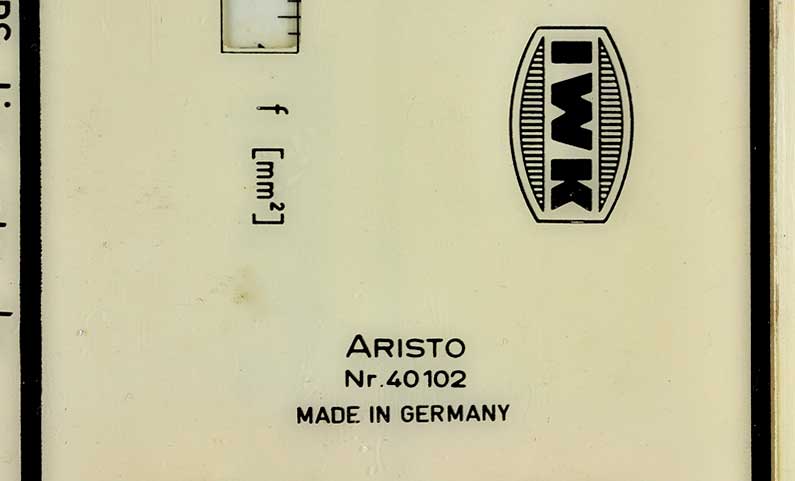 f [mm²]
IWK
ARISTO
Nr. 40102
MADE IN GERMANY